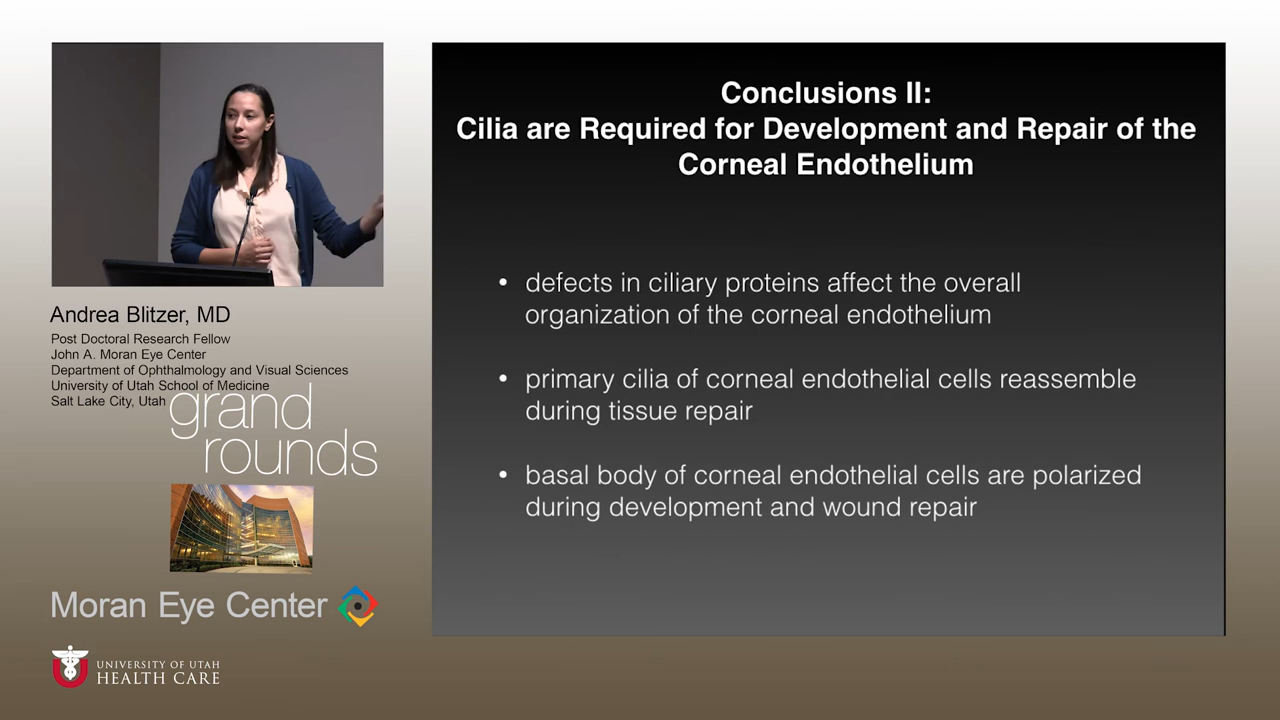 Conclusions II:
Cilia are Required for Development and Repair of the
Corneal Endothelium
• defects in ciliary proteins affect the overall
organization of the corneal endothelium
• primary cilia of corneal endothelial cells reassemble
during tissue repair
• basal body of corneal endothelial cells are polarized
during development and wound repair
Andrea Blitzer, MD
Post Doctoral Research Fellow
John A. Moran Eye Center
Department of Ophthalmology and Visual Sciences
University of Utah School of Medicine
Salt Lake City, Utah
grand
rounds
Moran Eye Center
UNIVERSITY OF UTAH
HEALTH CARE